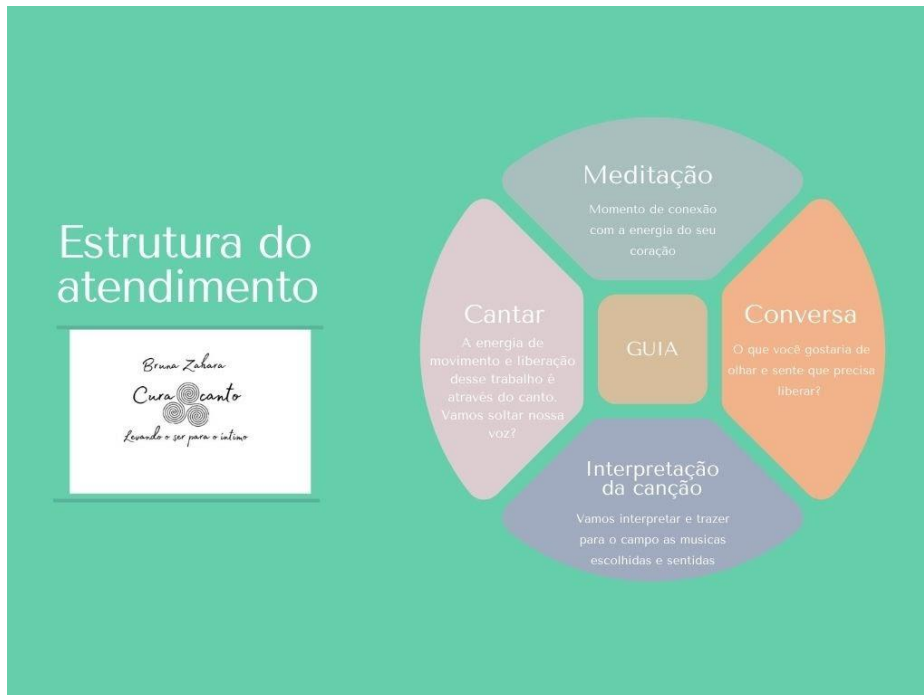 Estrutura do
atendimento
Bruna Zahara
Cura canto
Levando o ser para o íntimo
Meditação
Momento de conexão
com a energia do seu
coração
Conversa
O que você gostaria de
olhar e sente que precisa
liberar?
Interpretação
da canção
Vamos interpretar e trazer
para o campo as musicas
escolhidas e sentidas
Cantar
A energia de
movimento e liberação
desse trabalho é
através do canto.
Vamos soltar nossa
voz?
GUIA